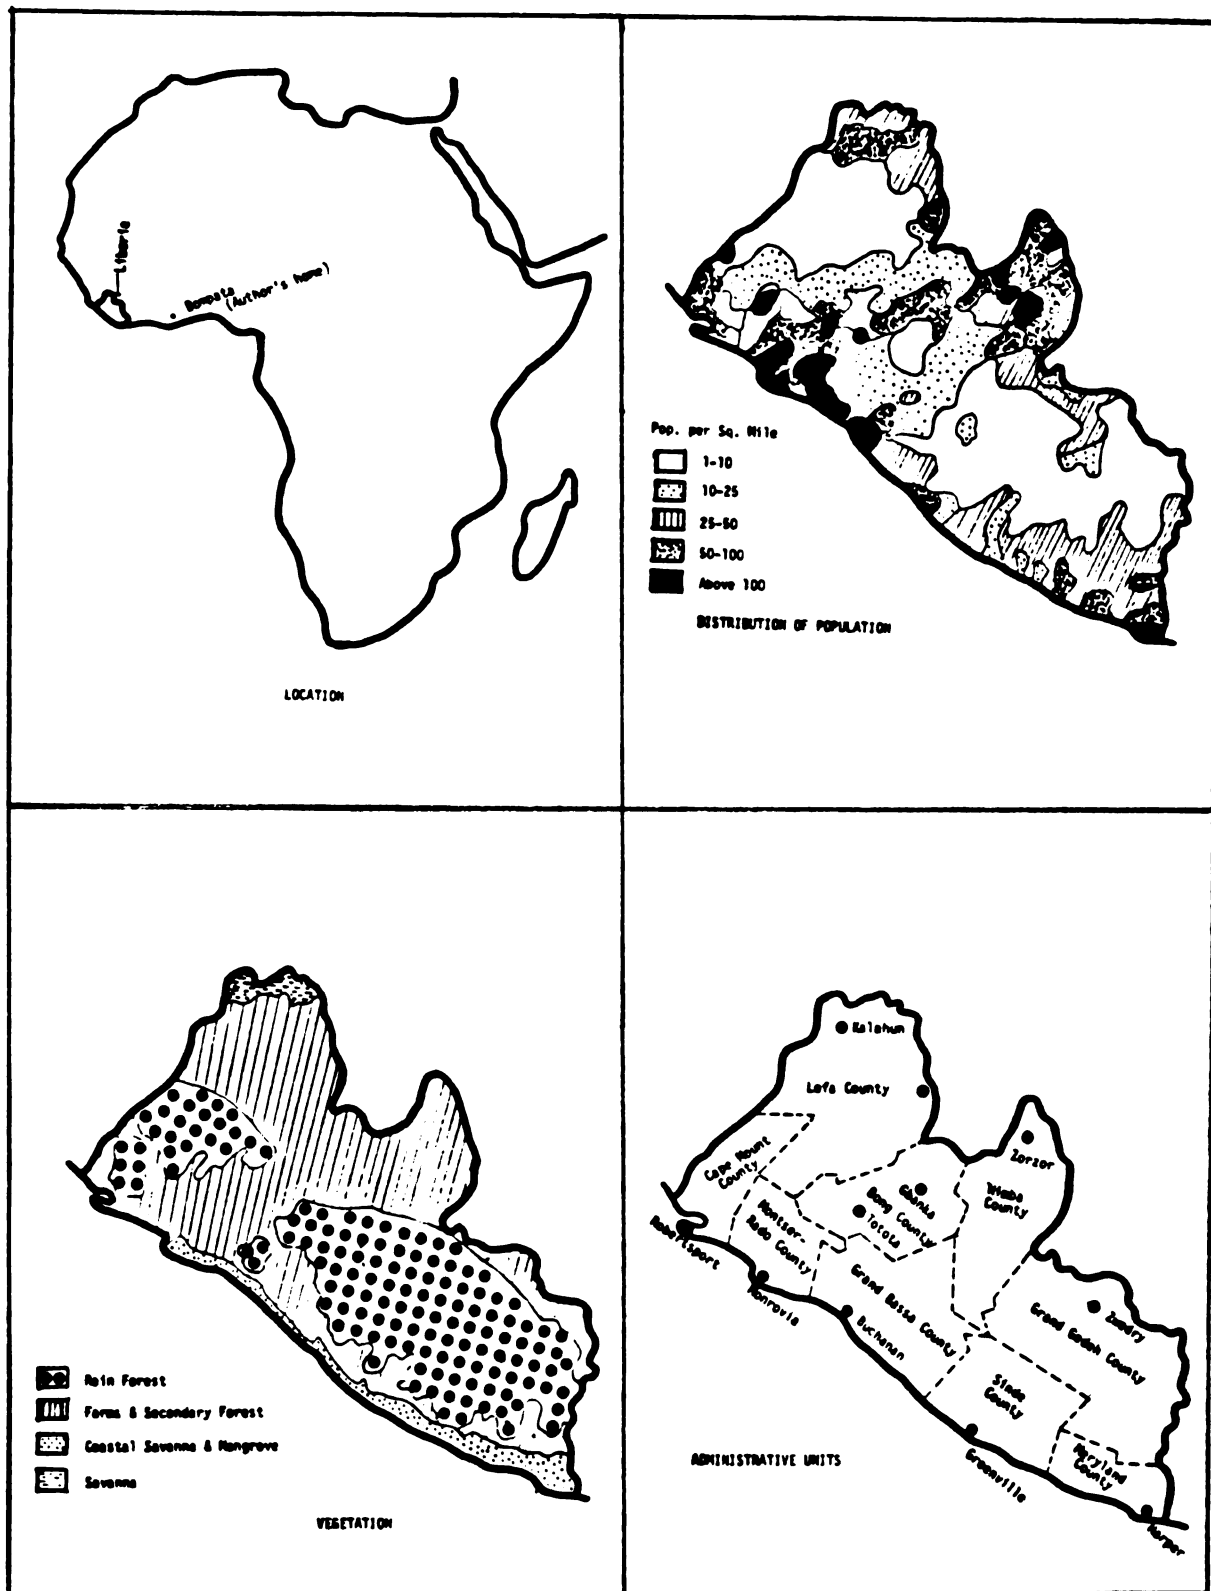 Liberia
Bompata
(Author's home)
LOCATION
Pop. per Sq. Mile
1-10
10-25
25-50
50-100
Above 100
DISTRIBUTION OF POPULATION
Rain Forest
Farms & Secondary Forest
Coastal Savanna & Mangrove
Savanna
VEGETATION
Kalahun
Lofa County
Cape Mount
County
Zorzor
Nimba
County
Gbanka
Bong County
Totota
Montser-
Rado County
Robertsport
Monrovia
Grand Bassa County
Buchanan
Zundry
Grand Gedeh County
Sinoe
County
Greenville
Maryland
County
Harper
ADMINISTRATIVE UNITS